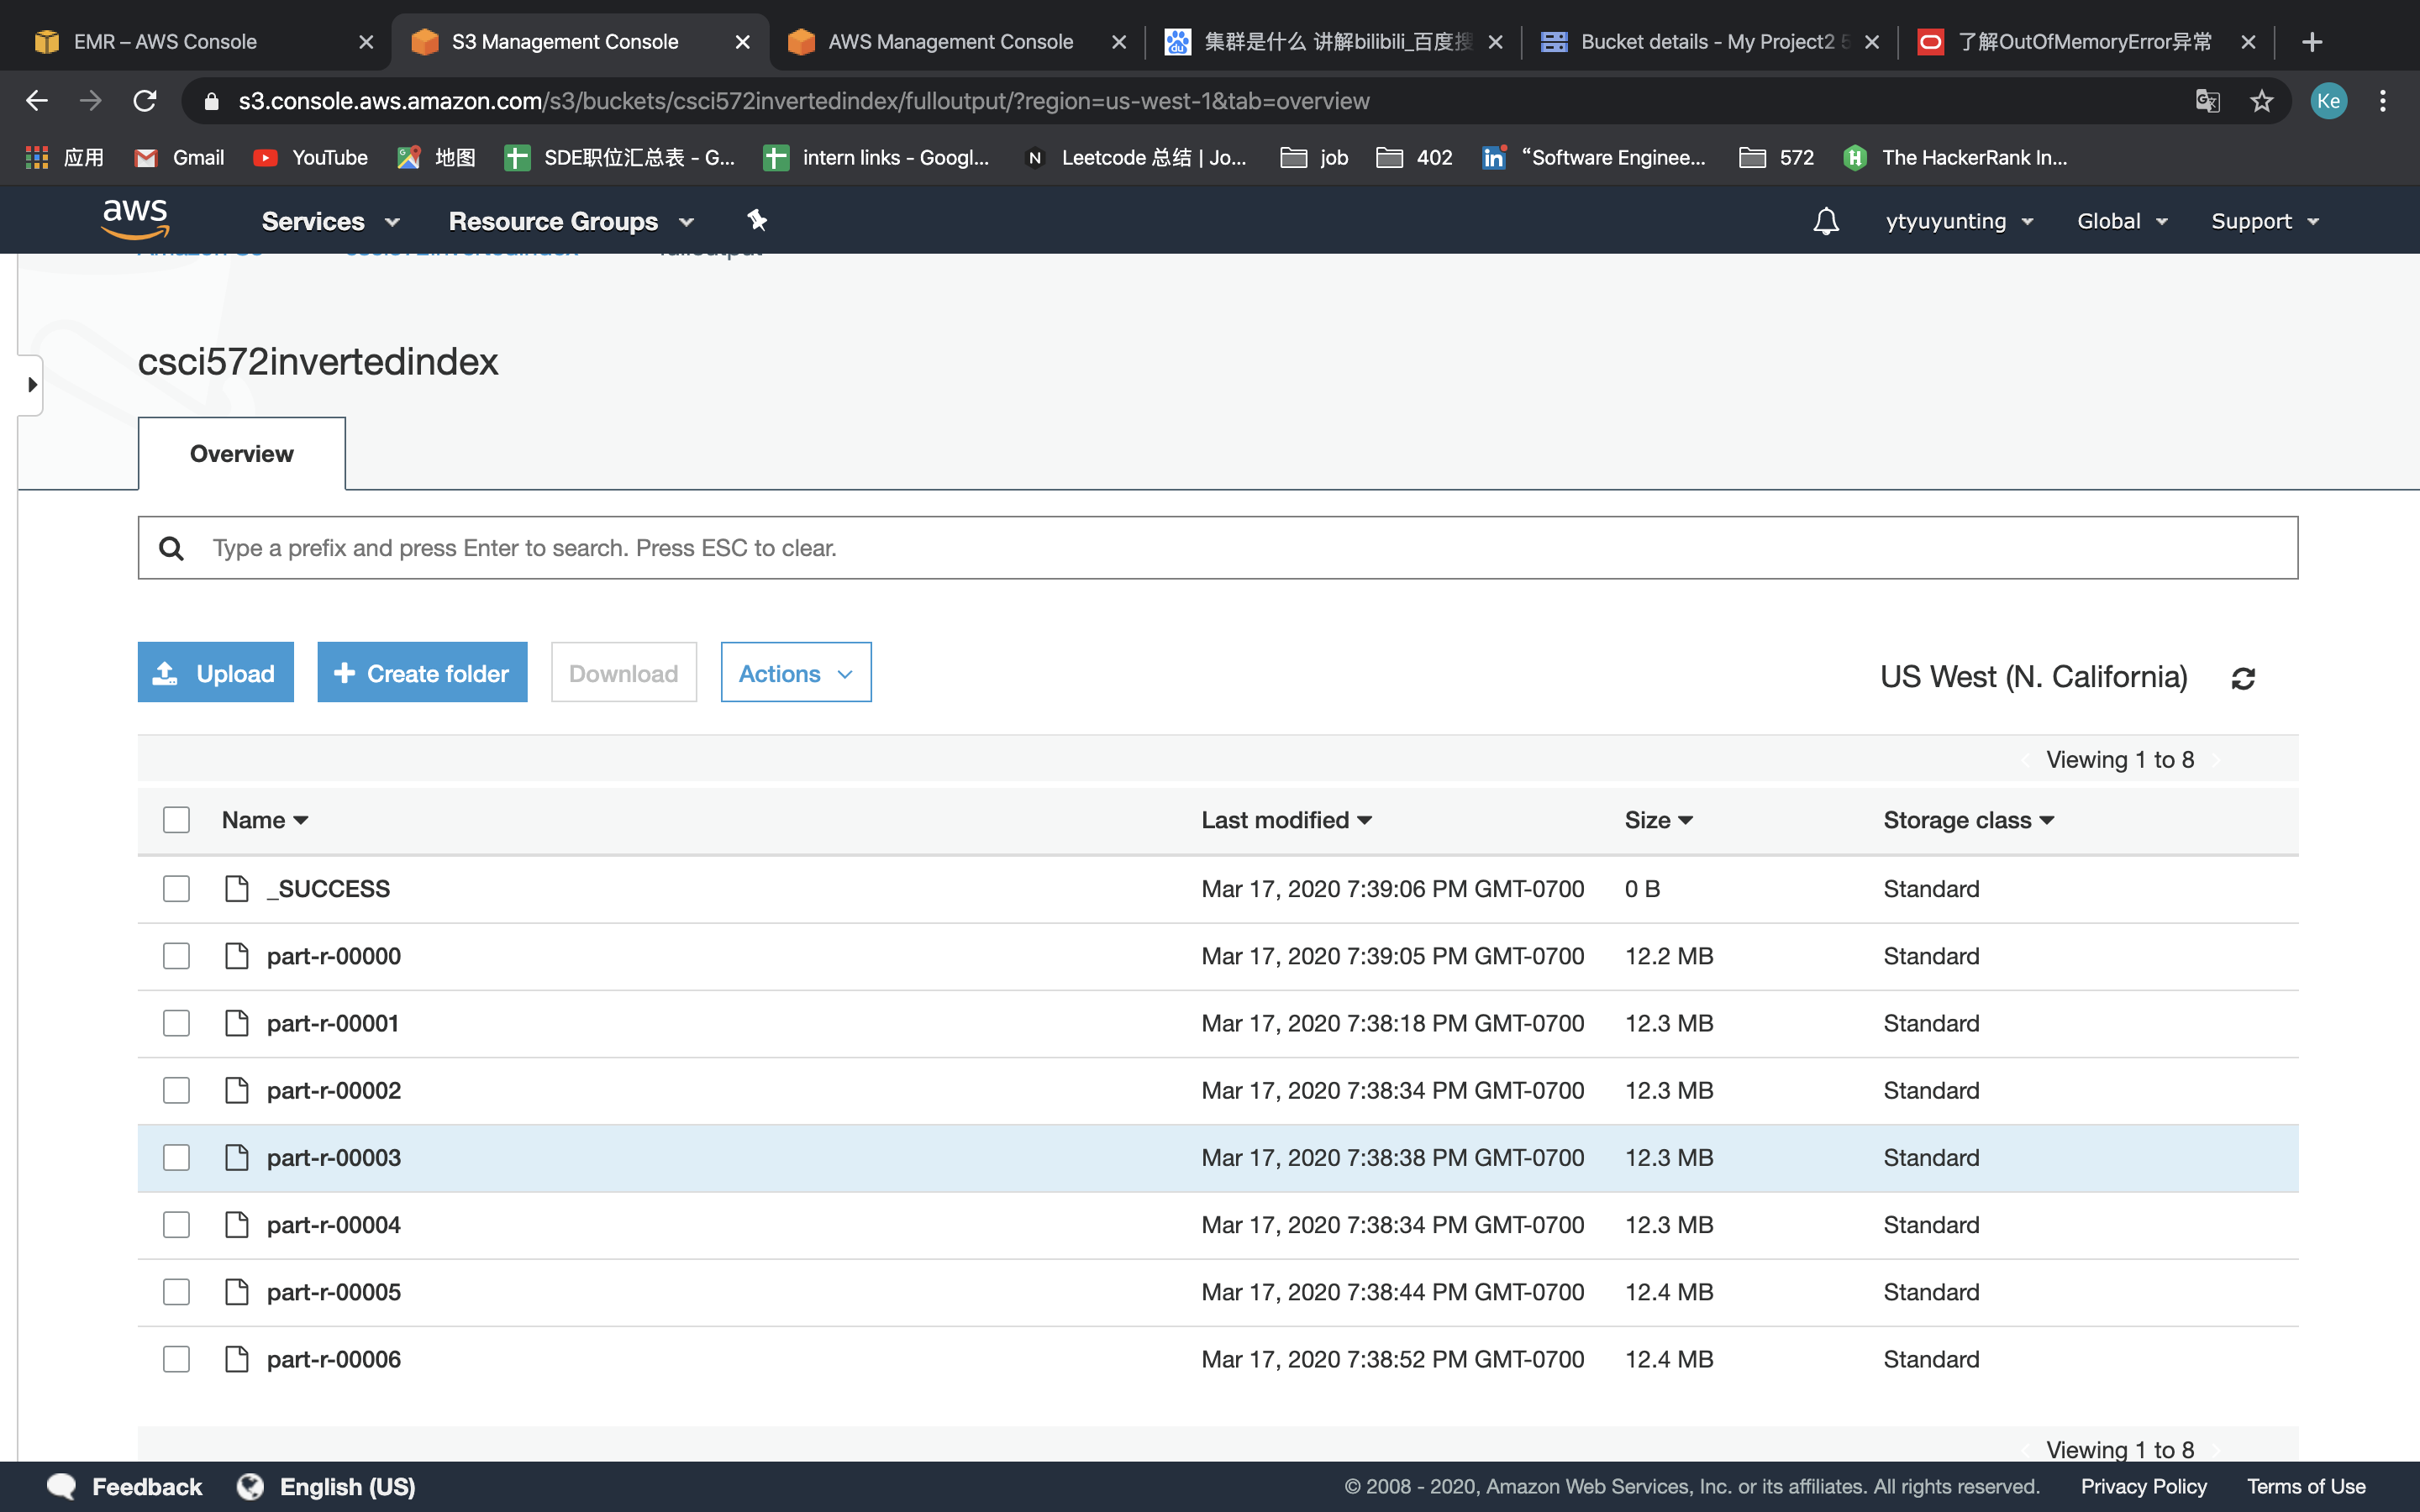 EMR – AWS Console
S3 Management Console
AWS Management Console
集群是什么 讲解bilibili_百度搜
Bucket details - My Project2 5
了解OutOfMemoryError异常
s3.console.aws.amazon.com/s3/buckets/csci572invertedindex/fulloutput/?region=us-west-1&tab=overview
Ke
应用
Gmail
YouTube
地图
SDE职位汇总表 - G...
intern links - Googl...
Leetcode 总结 | Jo...
job
402
“Software Enginee...
572
The HackerRank In...
aws
Services
Resource Groups
ytyuyunting
Global
Support
Amazon S3
csci572invertedindex
fulloutput
csci572invertedindex
Overview
Type a prefix and press Enter to search. Press ESC to clear.
Upload
Create folder
Download
Actions
US West (N. California)
Viewing 1 to 8
Name
Last modified
Size
Storage class
_SUCCESS Mar 17, 2020 7:39:06 PM GMT-0700 0 B Standard
part-r-00000 Mar 17, 2020 7:39:05 PM GMT-0700 12.2 MB Standard
part-r-00001 Mar 17, 2020 7:38:18 PM GMT-0700 12.3 MB Standard
part-r-00002 Mar 17, 2020 7:38:34 PM GMT-0700 12.3 MB Standard
part-r-00003 Mar 17, 2020 7:38:38 PM GMT-0700 12.3 MB Standard
part-r-00004 Mar 17, 2020 7:38:34 PM GMT-0700 12.3 MB Standard
part-r-00005 Mar 17, 2020 7:38:44 PM GMT-0700 12.4 MB Standard
part-r-00006 Mar 17, 2020 7:38:52 PM GMT-0700 12.4 MB Standard
Viewing 1 to 8
Feedback
English (US)
© 2008 - 2020, Amazon Web Services, Inc. or its affiliates. All rights reserved.
Privacy Policy
Terms of Use